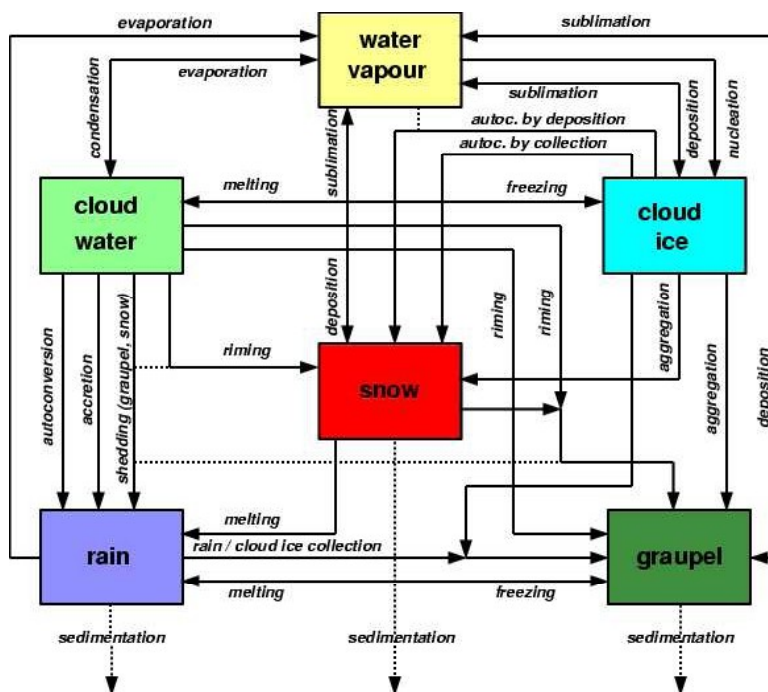 evaporation
water
vapour
sublimation
evaporation
sublimation
condensation
sublimation
autoc. by deposition
autoc. by collection
deposition
nucleation
cloud
water
melting
freezing
cloud
ice
autoconversion
accretion
shedding (graupel, snow)
riming
deposition
snow
riming
riming
aggregation
aggregation
deposition
melting
rain
rain / cloud ice collection
graupel
melting
freezing
sedimentation
sedimentation
sedimentation